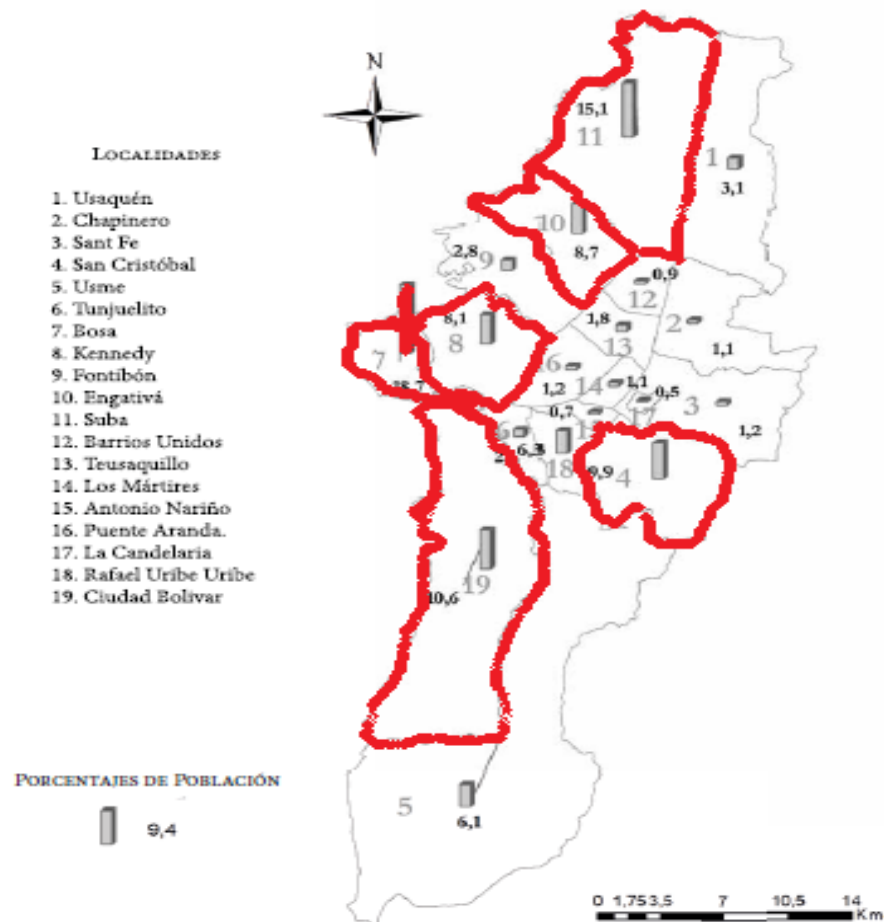 N
LOCALIDADES
1. Usaquén
2. Chapinero
3. Sant Fe
4. San Cristóbal
5. Usme
6. Tunjuelito
7. Bosa
8. Kennedy
9. Fontibón
10. Engativá
11. Suba
12. Barrios Unidos
13. Teusaquillo
14. Los Mártires
15. Antonio Nariño
16. Puente Aranda.
17. La Candelaria
18. Rafael Uribe Uribe
19. Ciudad Bolívar
15,1
11
1
3,1
10
8,7
2,8
9
0,9
12
8,1
8
1,8
13
2
1,1
7
16
1,2
14
1,1
0,5
17
3
1,2
0,7
6
6,3
18
9,9
4
19
10,6
5
6,1
PORCENTAJES DE POBLACIÓN
9,4
0 1,75 3,5 7 10,5 14
Km